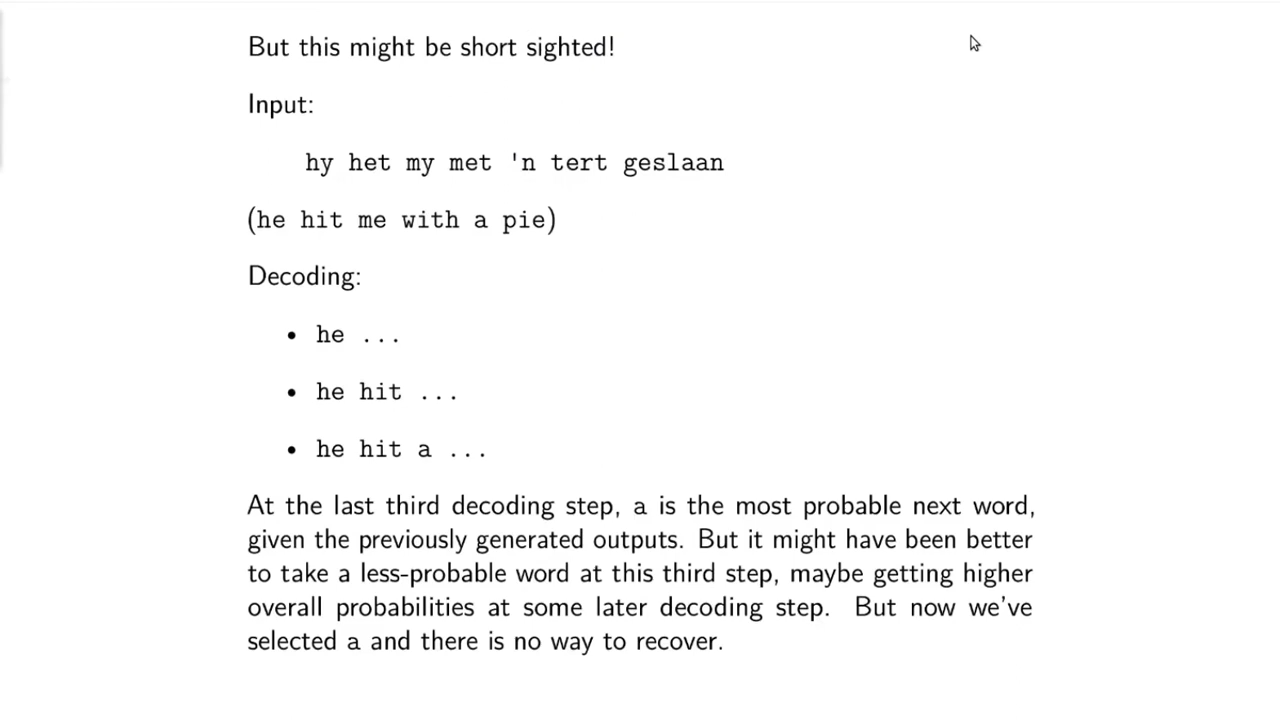 But this might be short sighted!
Input:
hy het my met 'n tert geslaan
(he hit me with a pie)
Decoding:
• he ...
• he hit ...
• he hit a ...
At the last third decoding step, a is the most probable next word,
given the previously generated outputs. But it might have been better
to take a less-probable word at this third step, maybe getting higher
overall probabilities at some later decoding step. But now we've
selected a and there is no way to recover.